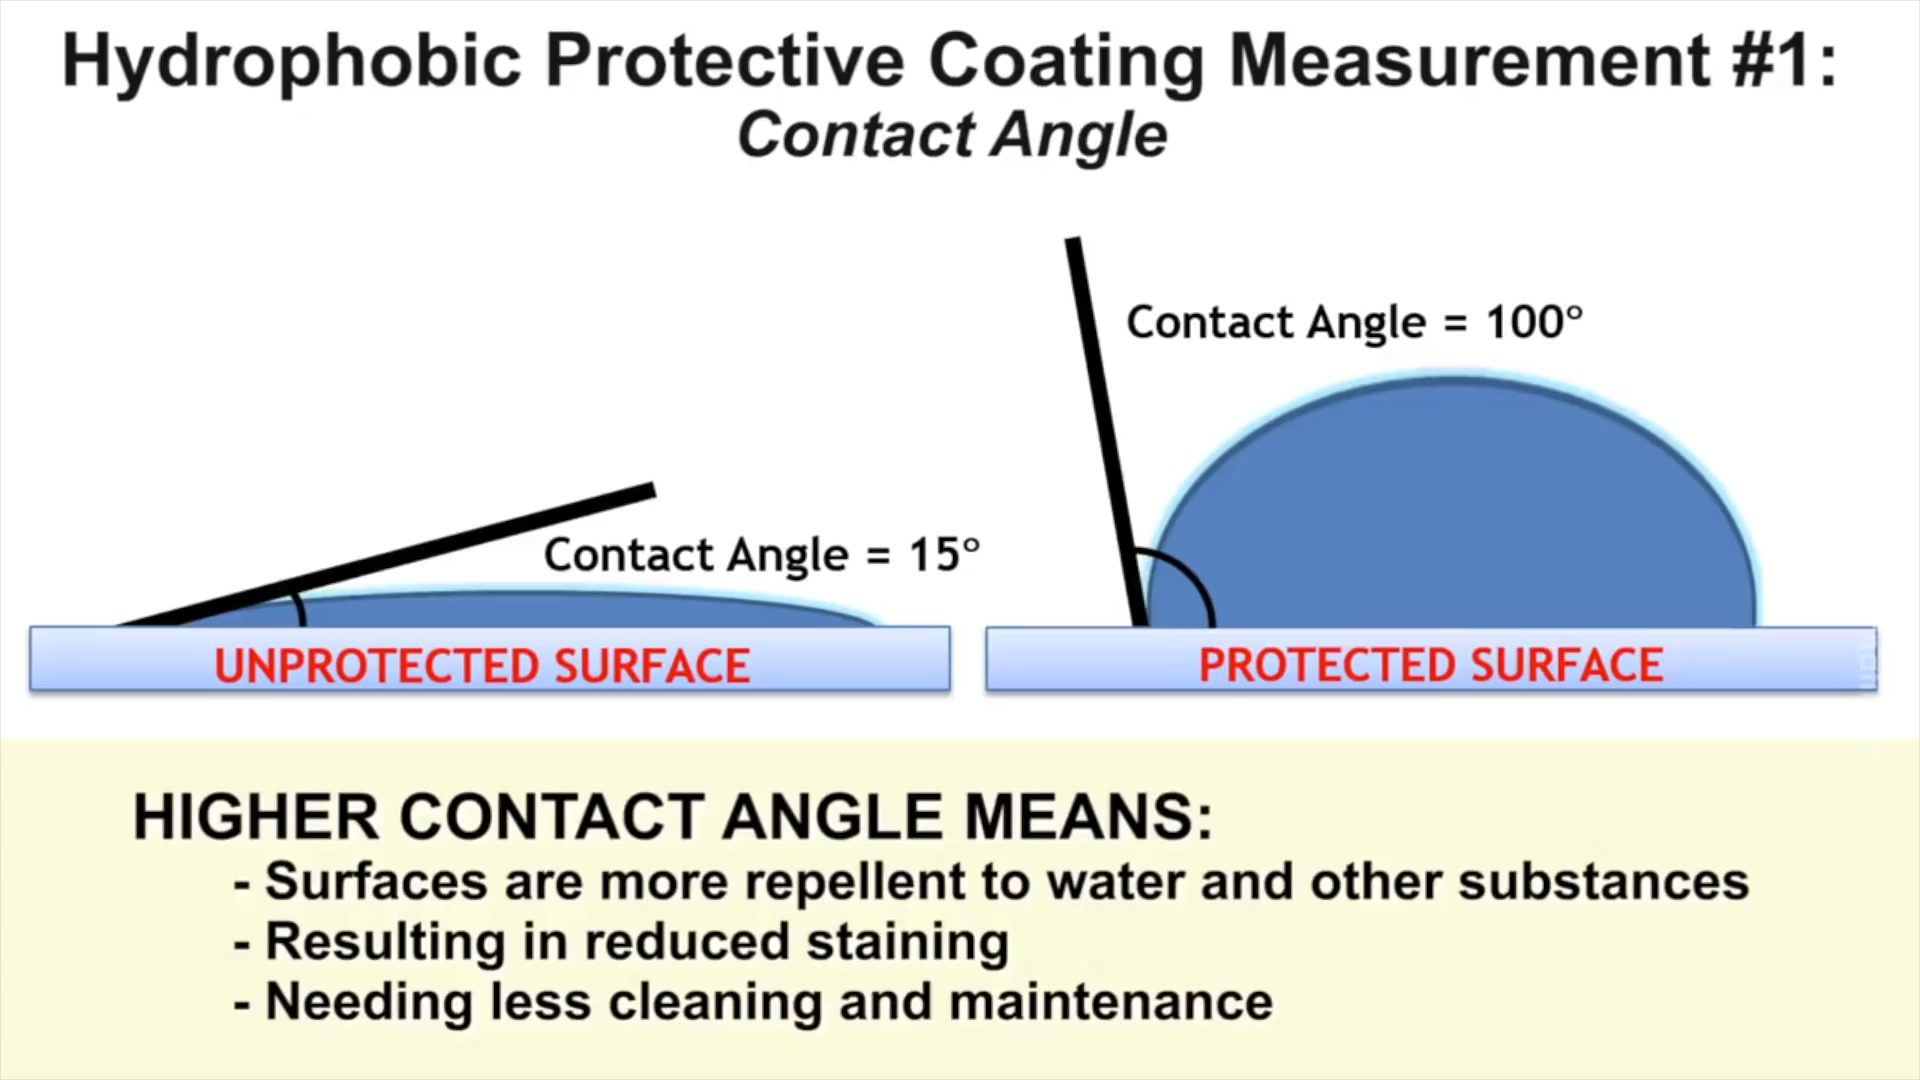 Hydrophobic Protective Coating Measurement #1:
Contact Angle
Contact Angle = 100°
Contact Angle = 15°
UNPROTECTED SURFACE
PROTECTED SURFACE
HIGHER CONTACT ANGLE MEANS:
- Surfaces are more repellent to water and other substances
- Resulting in reduced staining
- Needing less cleaning and maintenance